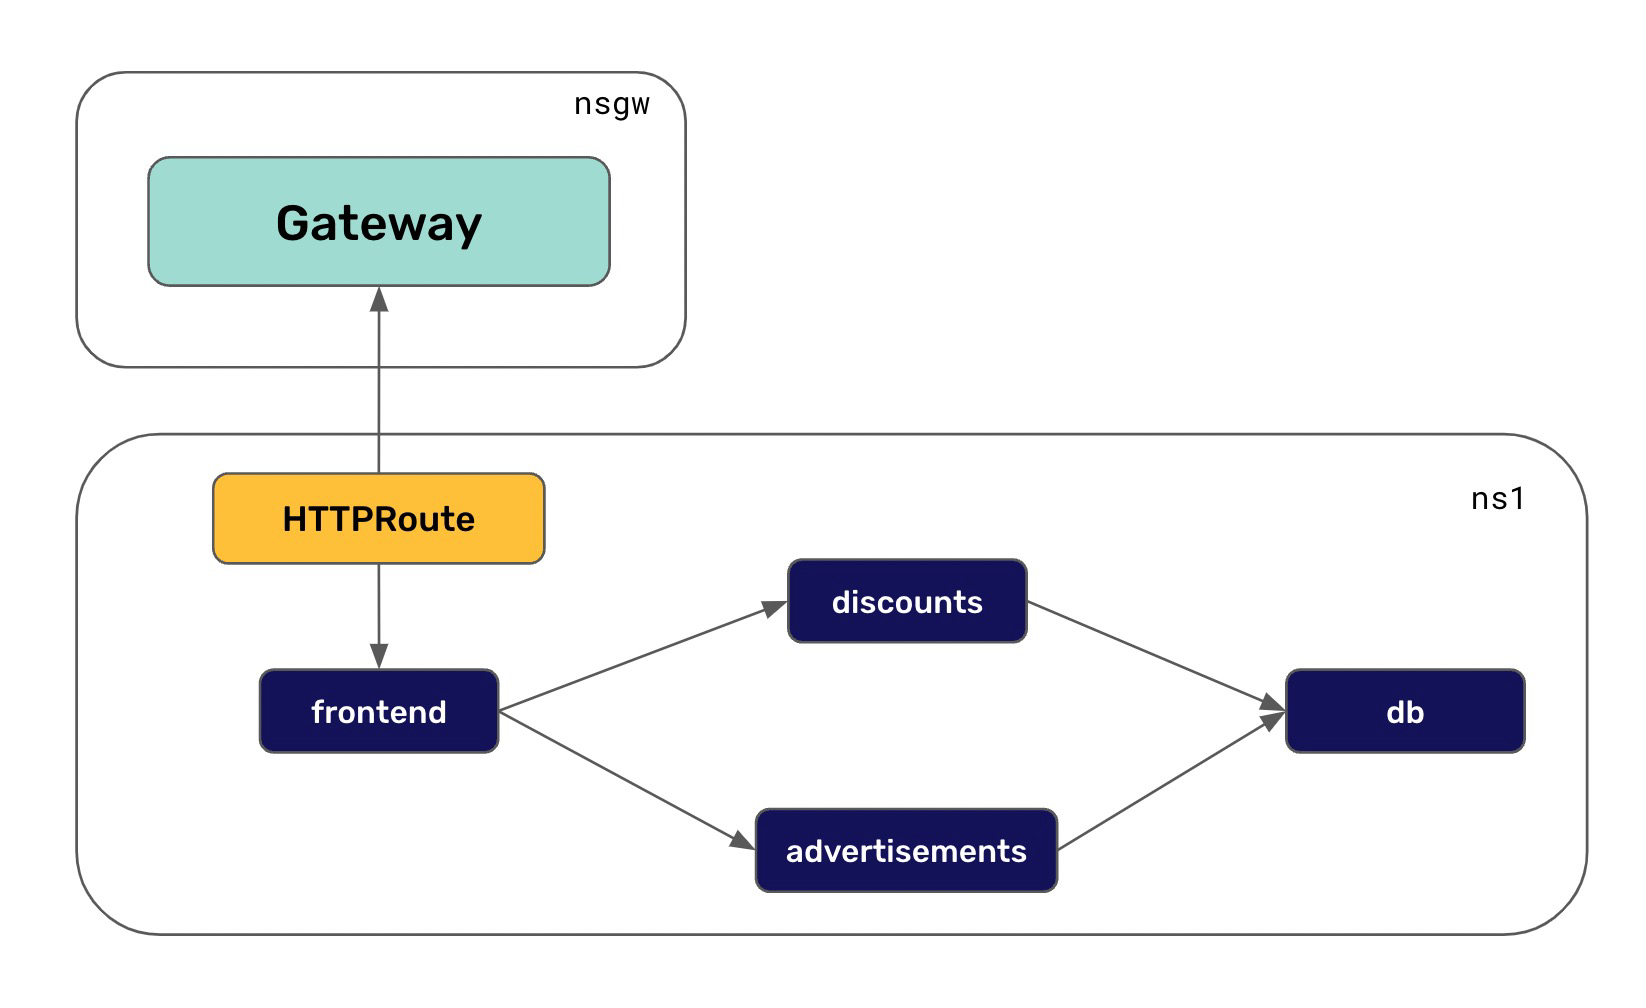 nsgw
Gateway
HTTPRoute
ns1
discounts
frontend
db
advertisements